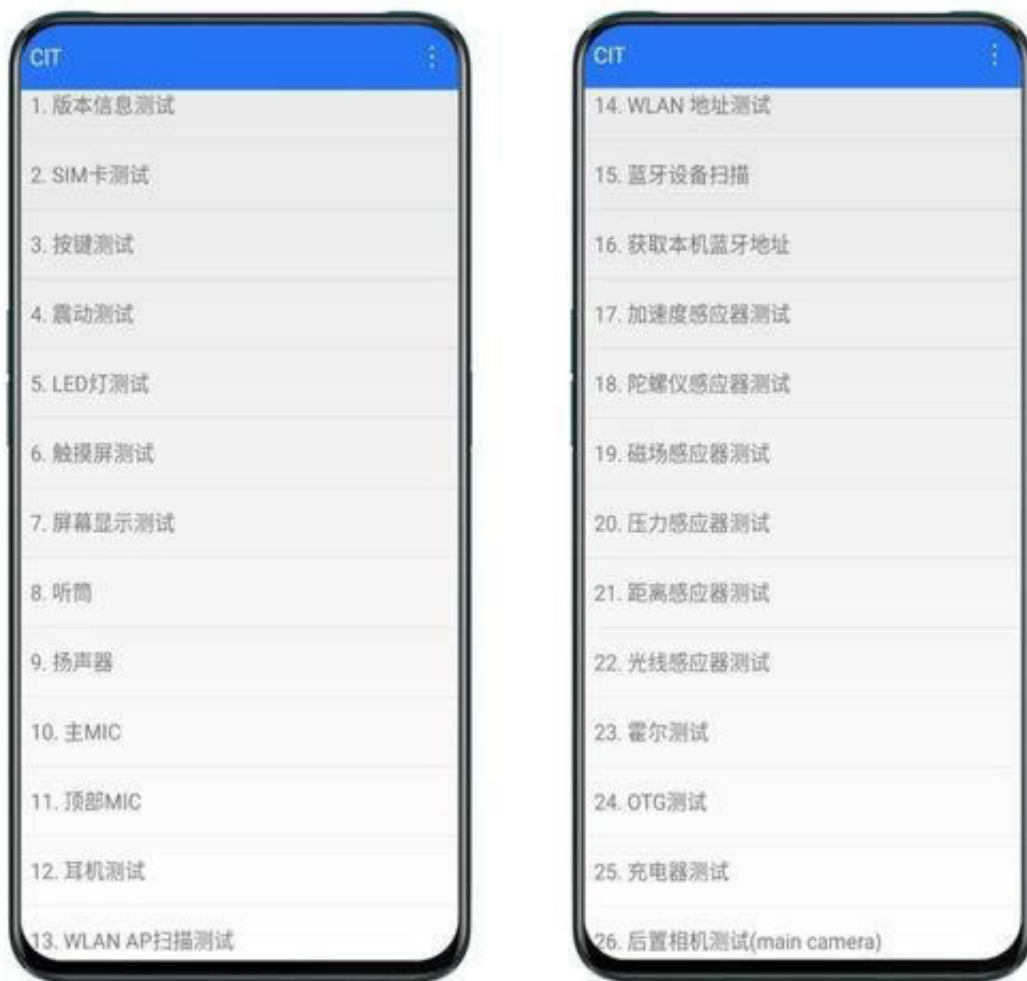 CIT
1. 版本信息测试
2. SIM卡测试
3. 按键测试
4. 震动测试
5. LED灯测试
6. 触摸屏测试
7. 屏幕显示测试
8. 听筒
9. 扬声器
10. 主MIC
11. 顶部MIC
12. 耳机测试
13. WLAN AP扫描测试
CIT
14. WLAN 地址测试
15. 蓝牙设备扫描
16. 获取本机蓝牙地址
17. 加速度感应器测试
18. 陀螺仪感应器测试
19. 磁场感应器测试
20. 压力感应器测试
21. 距离感应器测试
22. 光线感应器测试
23. 霍尔测试
24. OTG测试
25. 充电器测试
26. 后置相机测试(main camera)